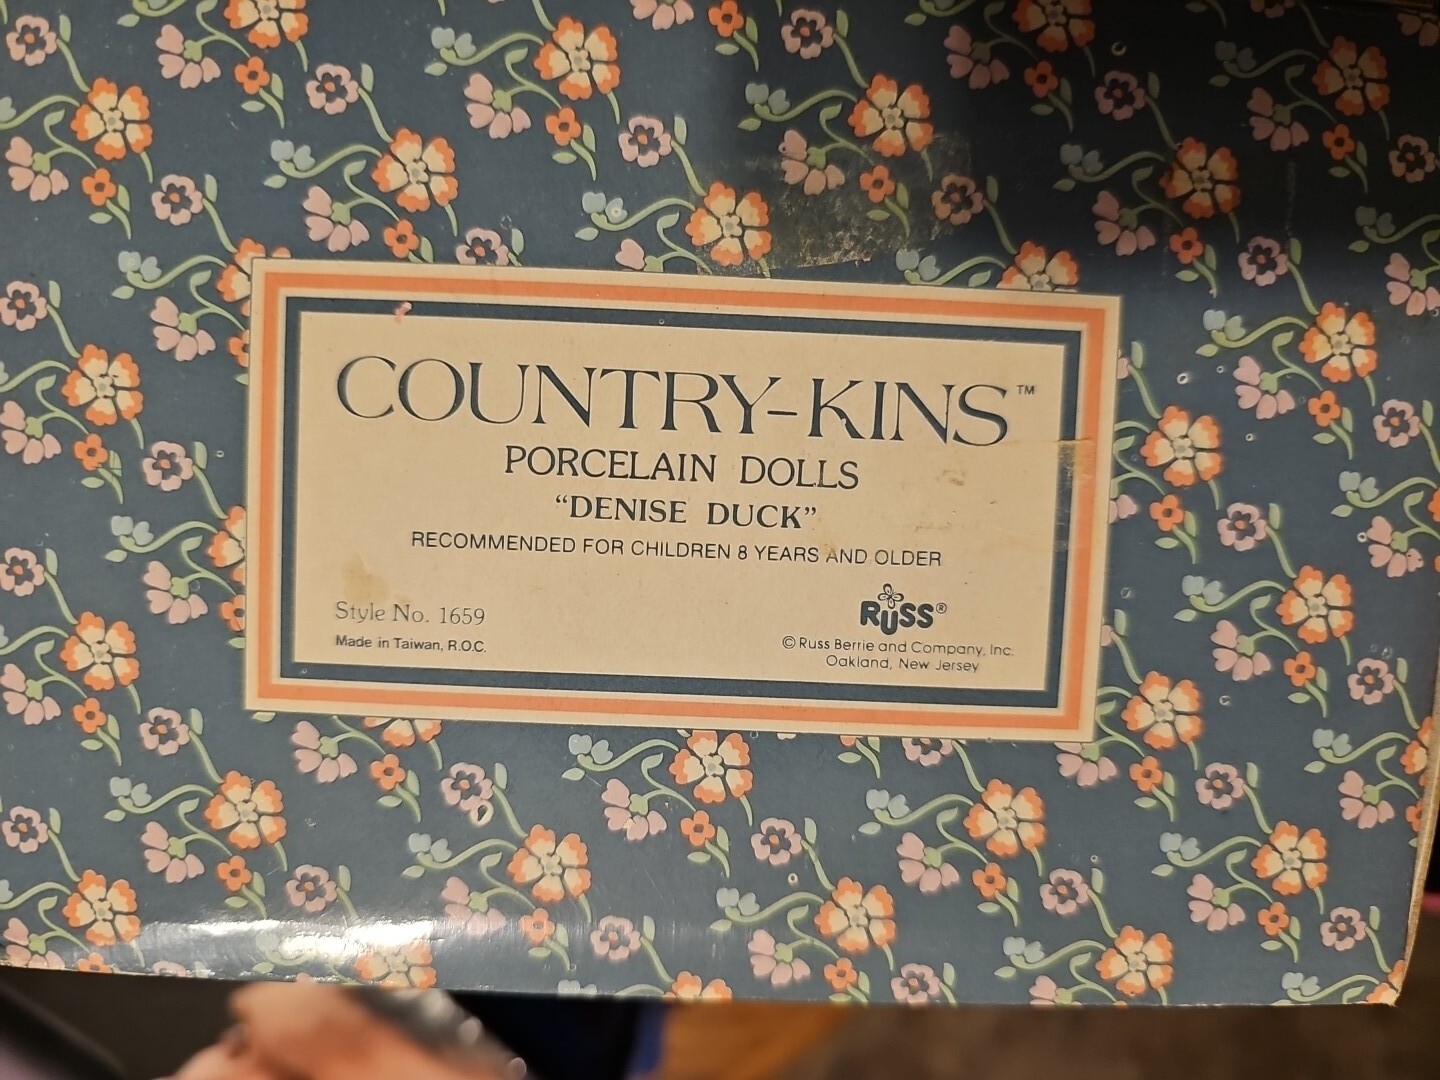 COUNTRY-KINS™
PORCELAIN DOLLS
“DENISE DUCK”
RECOMMENDED FOR CHILDREN 8 YEARS AND OLDER
Style No. 1659
Made in Taiwan, R.O.C.
RUSS®
© Russ Berrie and Company, Inc.
Oakland, New Jersey